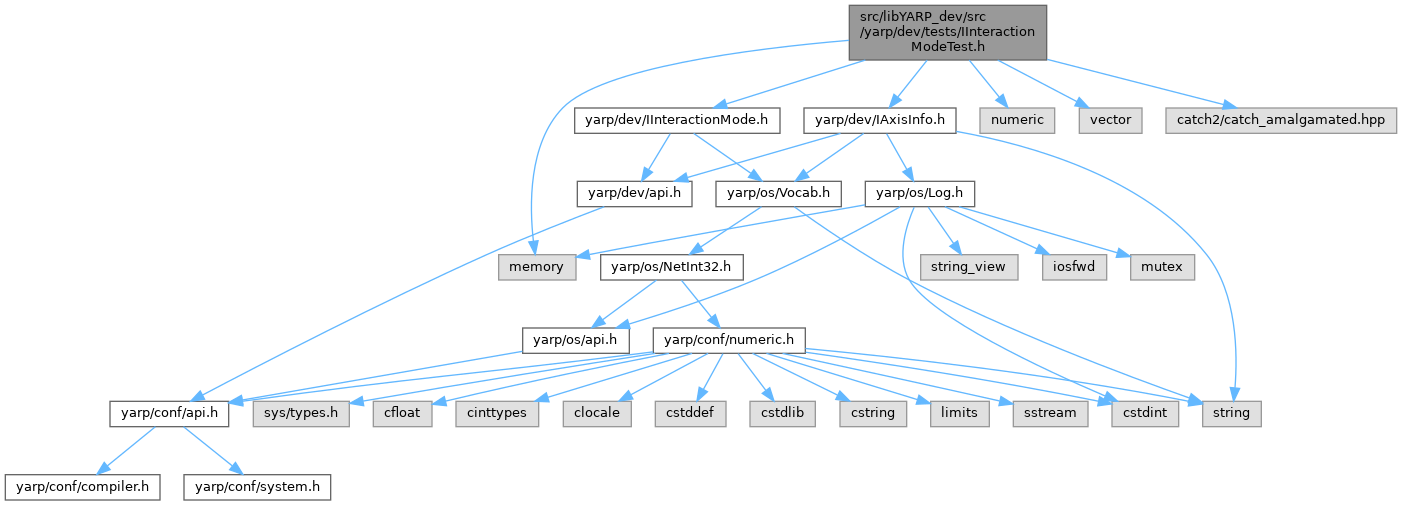 src/libYARP_dev/src
/yarp/dev/tests/IInteraction
ModeTest.h
yarp/dev/IInteractionMode.h
yarp/dev/IAxisInfo.h
numeric
vector
catch2/catch_amalgamated.hpp
yarp/dev/api.h
yarp/os/Vocab.h
yarp/os/Log.h
memory
yarp/os/NetInt32.h
string_view
iosfwd
mutex
yarp/os/api.h
yarp/conf/numeric.h
yarp/conf/api.h
sys/types.h
cfloat
cinttypes
clocale
cstddef
cstdlib
cstring
limits
sstream
cstdint
string
yarp/conf/compiler.h
yarp/conf/system.h